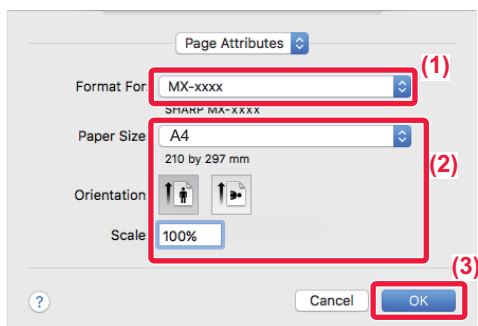 Page Attributes
(1)
Format For: MX-xxxx
SHARP MX-xxxx
Paper Size: A4
210 by 297 mm
(2)
Orientation:
Scale: 100%
(3)
? Cancel OK